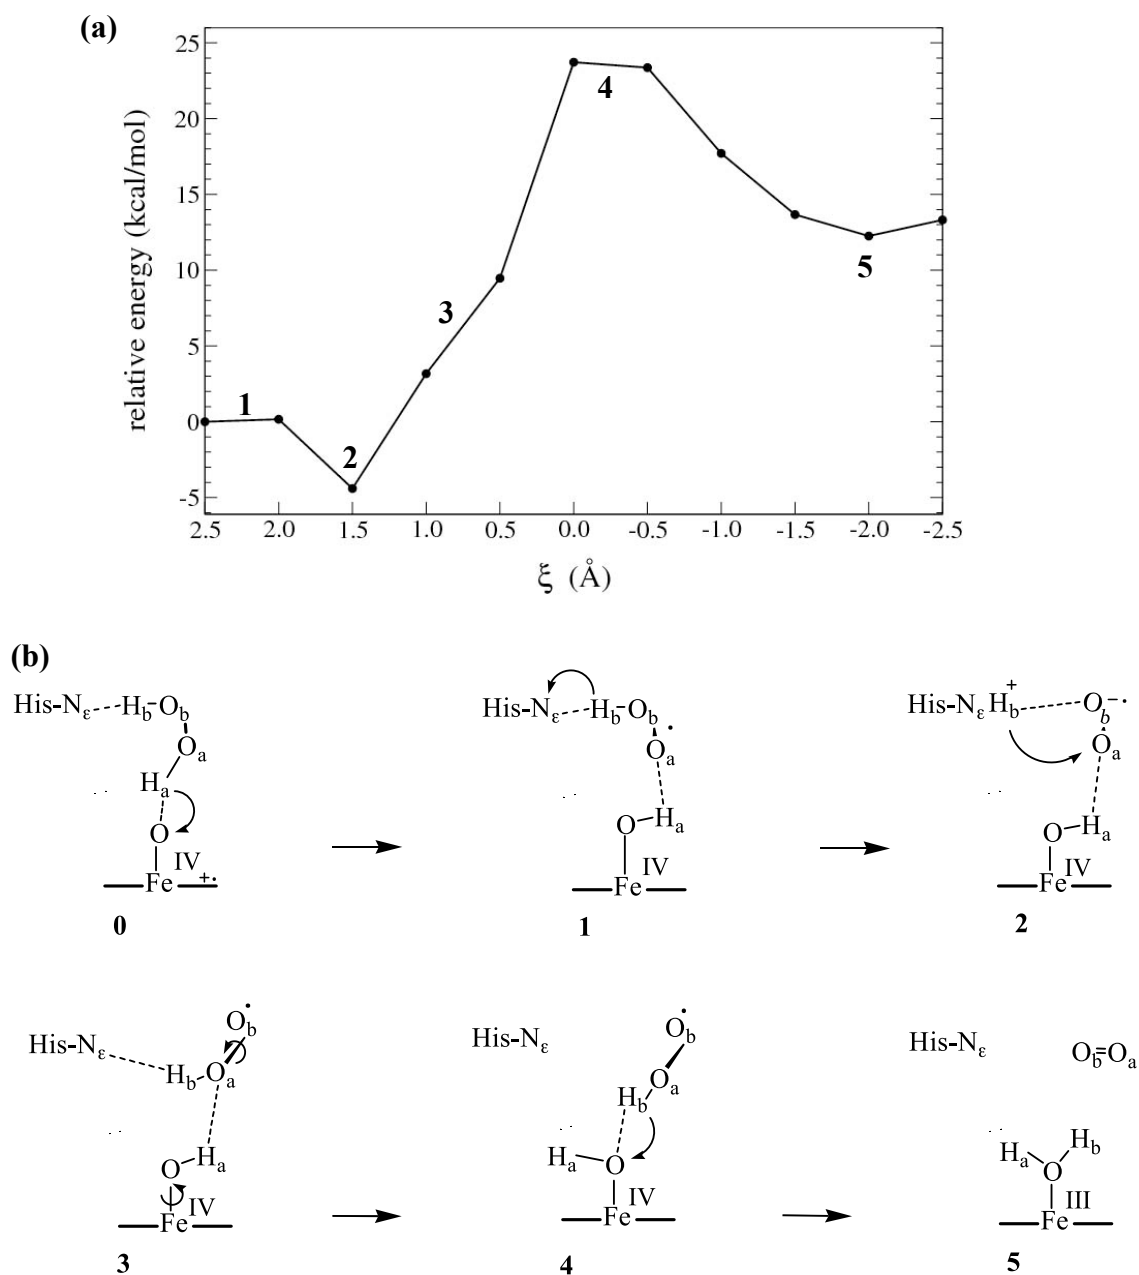 (a)
relative energy (kcal/mol)
25
20
15
10
5
0
-5
1
2
3
4
5
2.5 2.0 1.5 1.0 0.5 0.0 -0.5 -1.0 -1.5 -2.0 -2.5
ξ (Å)
(b)
His-Nε Hb-Ob
Oa
Ha
O
IV
Fe +·
0
His-Nε Hb-Ob
·
Oa
O Ha
IV
Fe
1
His-Nε Hb + Ob -·
Oa
O Ha
Fe IV
2
·
Ob
His-Nε
Hb Oa
Ha
O
IV
Fe
3
·
Ob
His-Nε
Oa
Hb
Ha O
IV
Fe
4
His-Nε
Ob=Oa
Hb
Ha
O
III
Fe
5